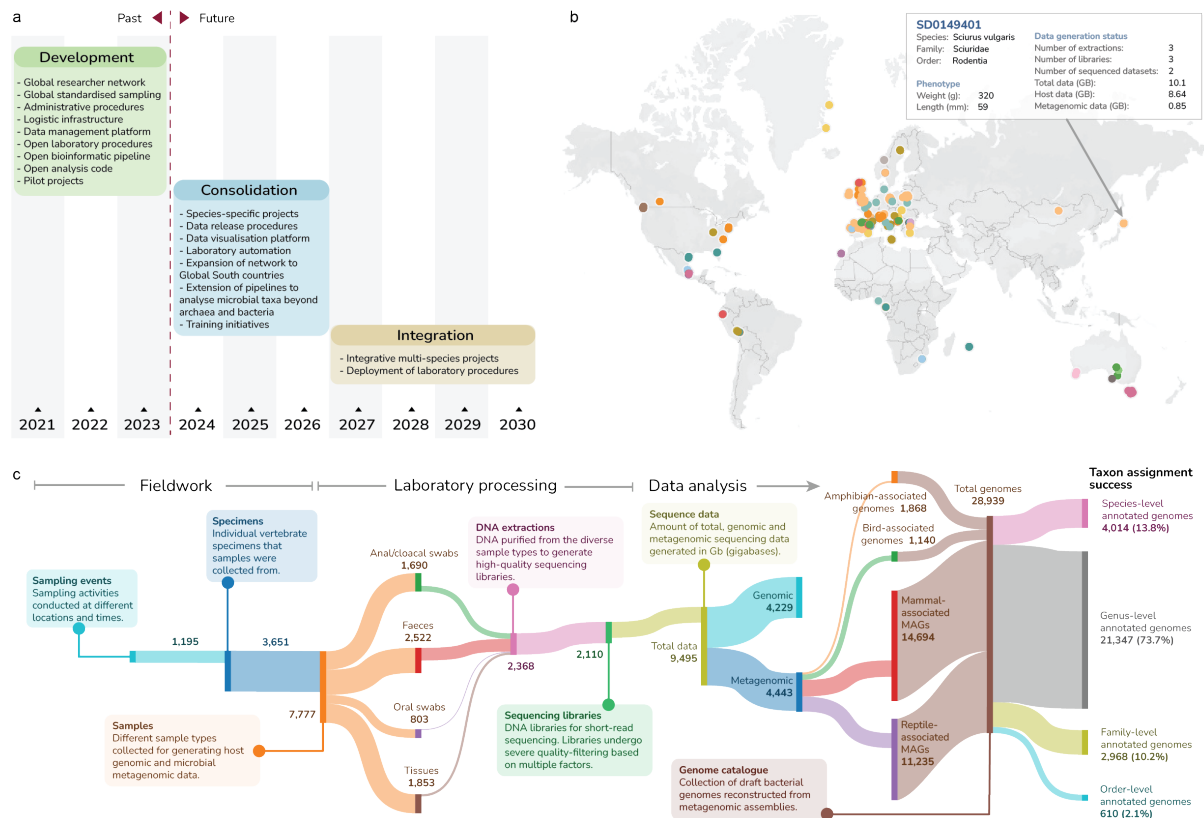 a
Past
Future
Development
- Global researcher network
- Global standardised sampling
- Administrative procedures
- Logistic infrastructure
- Data management platform
- Open laboratory procedures
- Open bioinformatic pipeline
- Open analysis code
- Pilot projects
Consolidation
- Species-specific projects
- Data release procedures
- Data visualisation platform
- Laboratory automation
- Expansion of network to
Global South countries
- Extension of pipelines to
analyse microbial taxa beyond
archaea and bacteria
- Training initiatives
Integration
- Integrative multi-species projects
- Deployment of laboratory procedures
2021
2022
2023
2024
2025
2026
2027
2028
2029
2030
b
SD0149401
Species: Sciurus vulgaris
Family: Sciuridae
Order: Rodentia
Phenotype
Weight (g): 320
Length (mm): 59
Data generation status
Number of extractions: 3
Number of libraries: 3
Number of sequenced datasets: 2
Total data (GB): 10.1
Host data (GB): 8.64
Metagenomic data (GB): 0.85
c
Fieldwork
Laboratory processing
Data analysis
Sampling events
Sampling activities
conducted at different
locations and times.
1,195
Specimens
Individual vertebrate
specimens that
samples were
collected from.
3,651
Samples
Different sample types
collected for generating host
genomic and microbial
metagenomic data.
7,777
Anal/cloacal swabs
1,690
Faeces
2,522
Oral swabs
803
Tissues
1,853
DNA extractions
DNA purified from the diverse
sample types to generate
high-quality sequencing
libraries.
2,368
2,110
Sequencing libraries
DNA libraries for short-read
sequencing. Libraries undergo
severe quality-filtering based
on multiple factors.
Sequence data
Amount of total, genomic and
metagenomic sequencing data
generated in Gb (gigabases).
Total data
9,495
Genomic
4,229
Metagenomic
4,443
Amphibian-associated
genomes 1,868
Bird-associated
genomes 1,140
Mammal-
associated
MAGs
14,694
Reptile-
associated
MAGs
11,235
Total genomes
28,939
Genome catalogue
Collection of draft bacterial
genomes reconstructed from
metagenomic assemblies.
Taxon assignment
success
Species-level
annotated genomes
4,014 (13.8%)
Genus-level
annotated genomes
21,347 (73.7%)
Family-level
annotated genomes
2,968 (10.2%)
Order-level
annotated genomes
610 (2.1%)